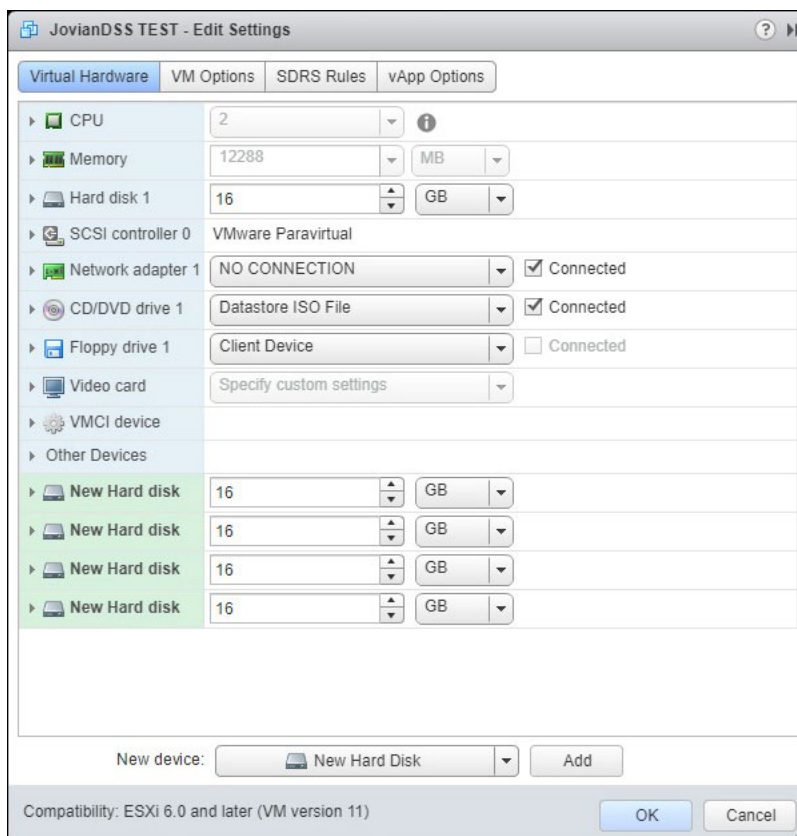 JovianDSS TEST - Edit Settings ?
Virtual Hardware VM Options SDRS Rules vApp Options
CPU 2
Memory 12288 MB
Hard disk 1 16 GB
SCSI controller 0 VMware Paravirtual
Network adapter 1 NO CONNECTION Connected
CD/DVD drive 1 Datastore ISO File Connected
Floppy drive 1 Client Device Connected
Video card Specify custom settings
VMCI device
Other Devices
New Hard disk 16 GB
New Hard disk 16 GB
New Hard disk 16 GB
New Hard disk 16 GB
New device: New Hard Disk Add
Compatibility: ESXi 6.0 and later (VM version 11) OK Cancel